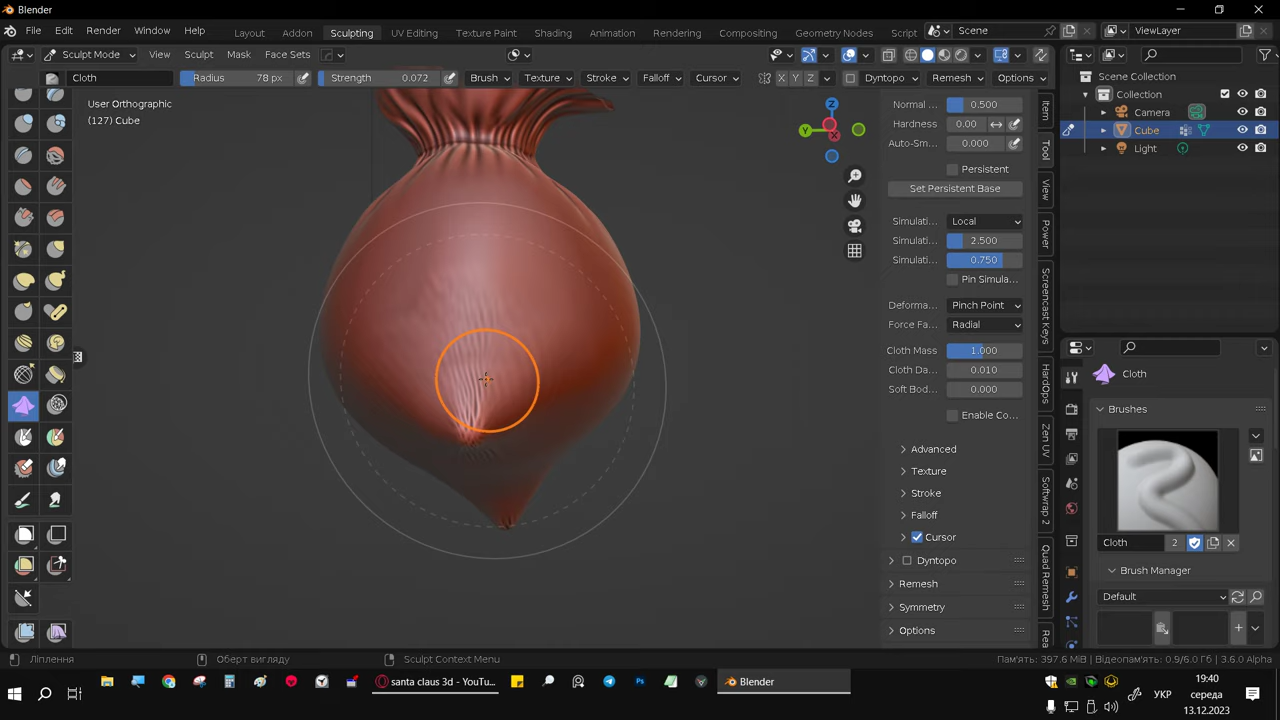 Blender
File Edit Render Window Help Layout Animo Sculpting UV Editing Texture Paint Shading Animation Rendering Compositing Geometry Node Scene ViewLayer
Sculpt Mode View Sculpt Mask Face Sets
Cloth Radius 78 px Strength 0.072 Brush Texture Stroke Falloff Cursor X Y Z Dyntopo Remesh Options
User Orthographic
(127) Cube
Z
Y
X
Normal ... 0.500
Hardness 0.00
Auto-Sm... 0.000
Persistent
Set Persistent Base
Simulati... Local
Simulati... 2.500
Simulati... 0.750
Pin Simula...
Deforma... Pinch Point
Force Fa... Radial
Cloth Mass 1.000
Cloth Da... 0.010
Soft Bod... 0.000
Enable Co...
Advanced
Texture
Stroke
Falloff
Cursor
Dyntopo
Remesh
Symmetry
Options
Item
Tool
View
Power
Screencast Keys
HardOps
Zen UV
Softwrap 2
Quad Remesh
Rea
Scene Collection
Collection
Camera
Cube
Light
Cloth
Brushes
Cloth 2
Brush Manager
Default
Ліплення Оберт вигляду Sculpt Context Menu Пам'ять: 397.6 MiB | Відеопам'ять: 0.9/6.0 Гб | 3.6.0 Alpha
santa claus 3d - YouTu...
Ps
Blender
УКР
19:40
середа
13.12.2023